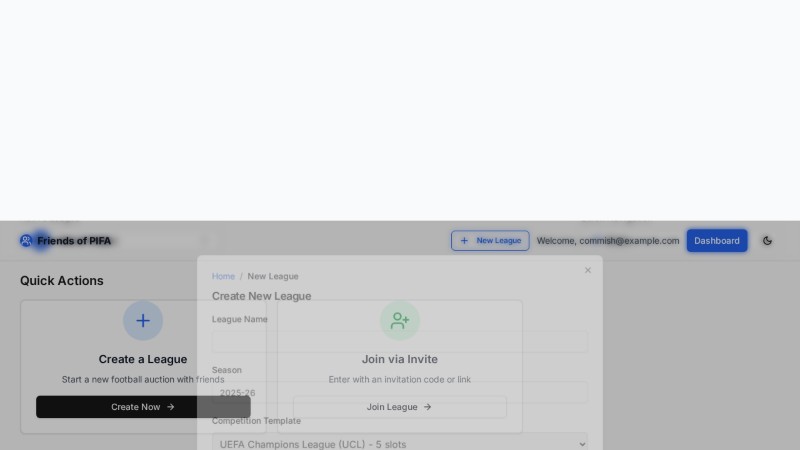 Friends of PIFA
New League
Welcome, commish@example.com
Dashboard
Home / New League
Quick Actions
Create New League
League Name
Create a League
Join via Invite
Season
Start a new football auction with friends
Enter with an invitation code or link
2025-26
Create Now
Join League
Competition Template
UEFA Champions League (UCL) - 5 slots